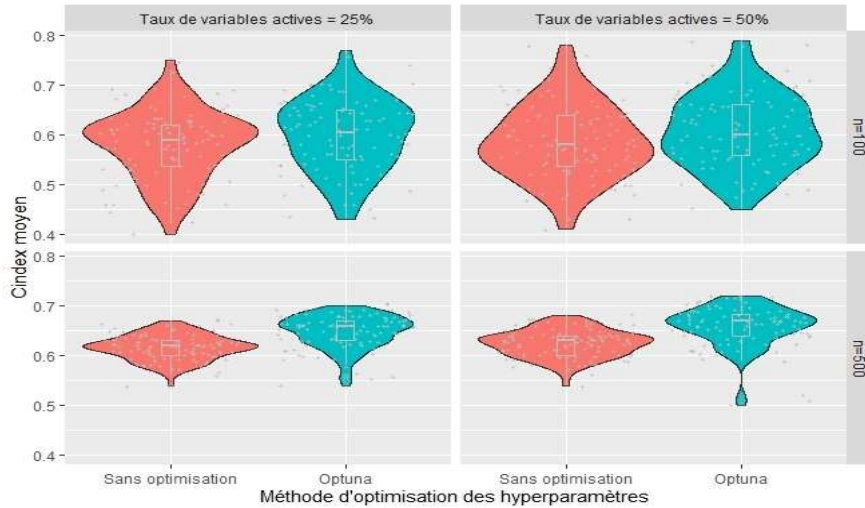 Taux de variables actives = 25%
Taux de variables actives = 50%
Cindex moyen
0.8
0.7
0.6
0.5
0.4
n=100
0.8
0.7
0.6
0.5
0.4
n=500
Sans optimisation
Optuna
Sans optimisation
Optuna
Méthode d'optimisation des hyperparamètres